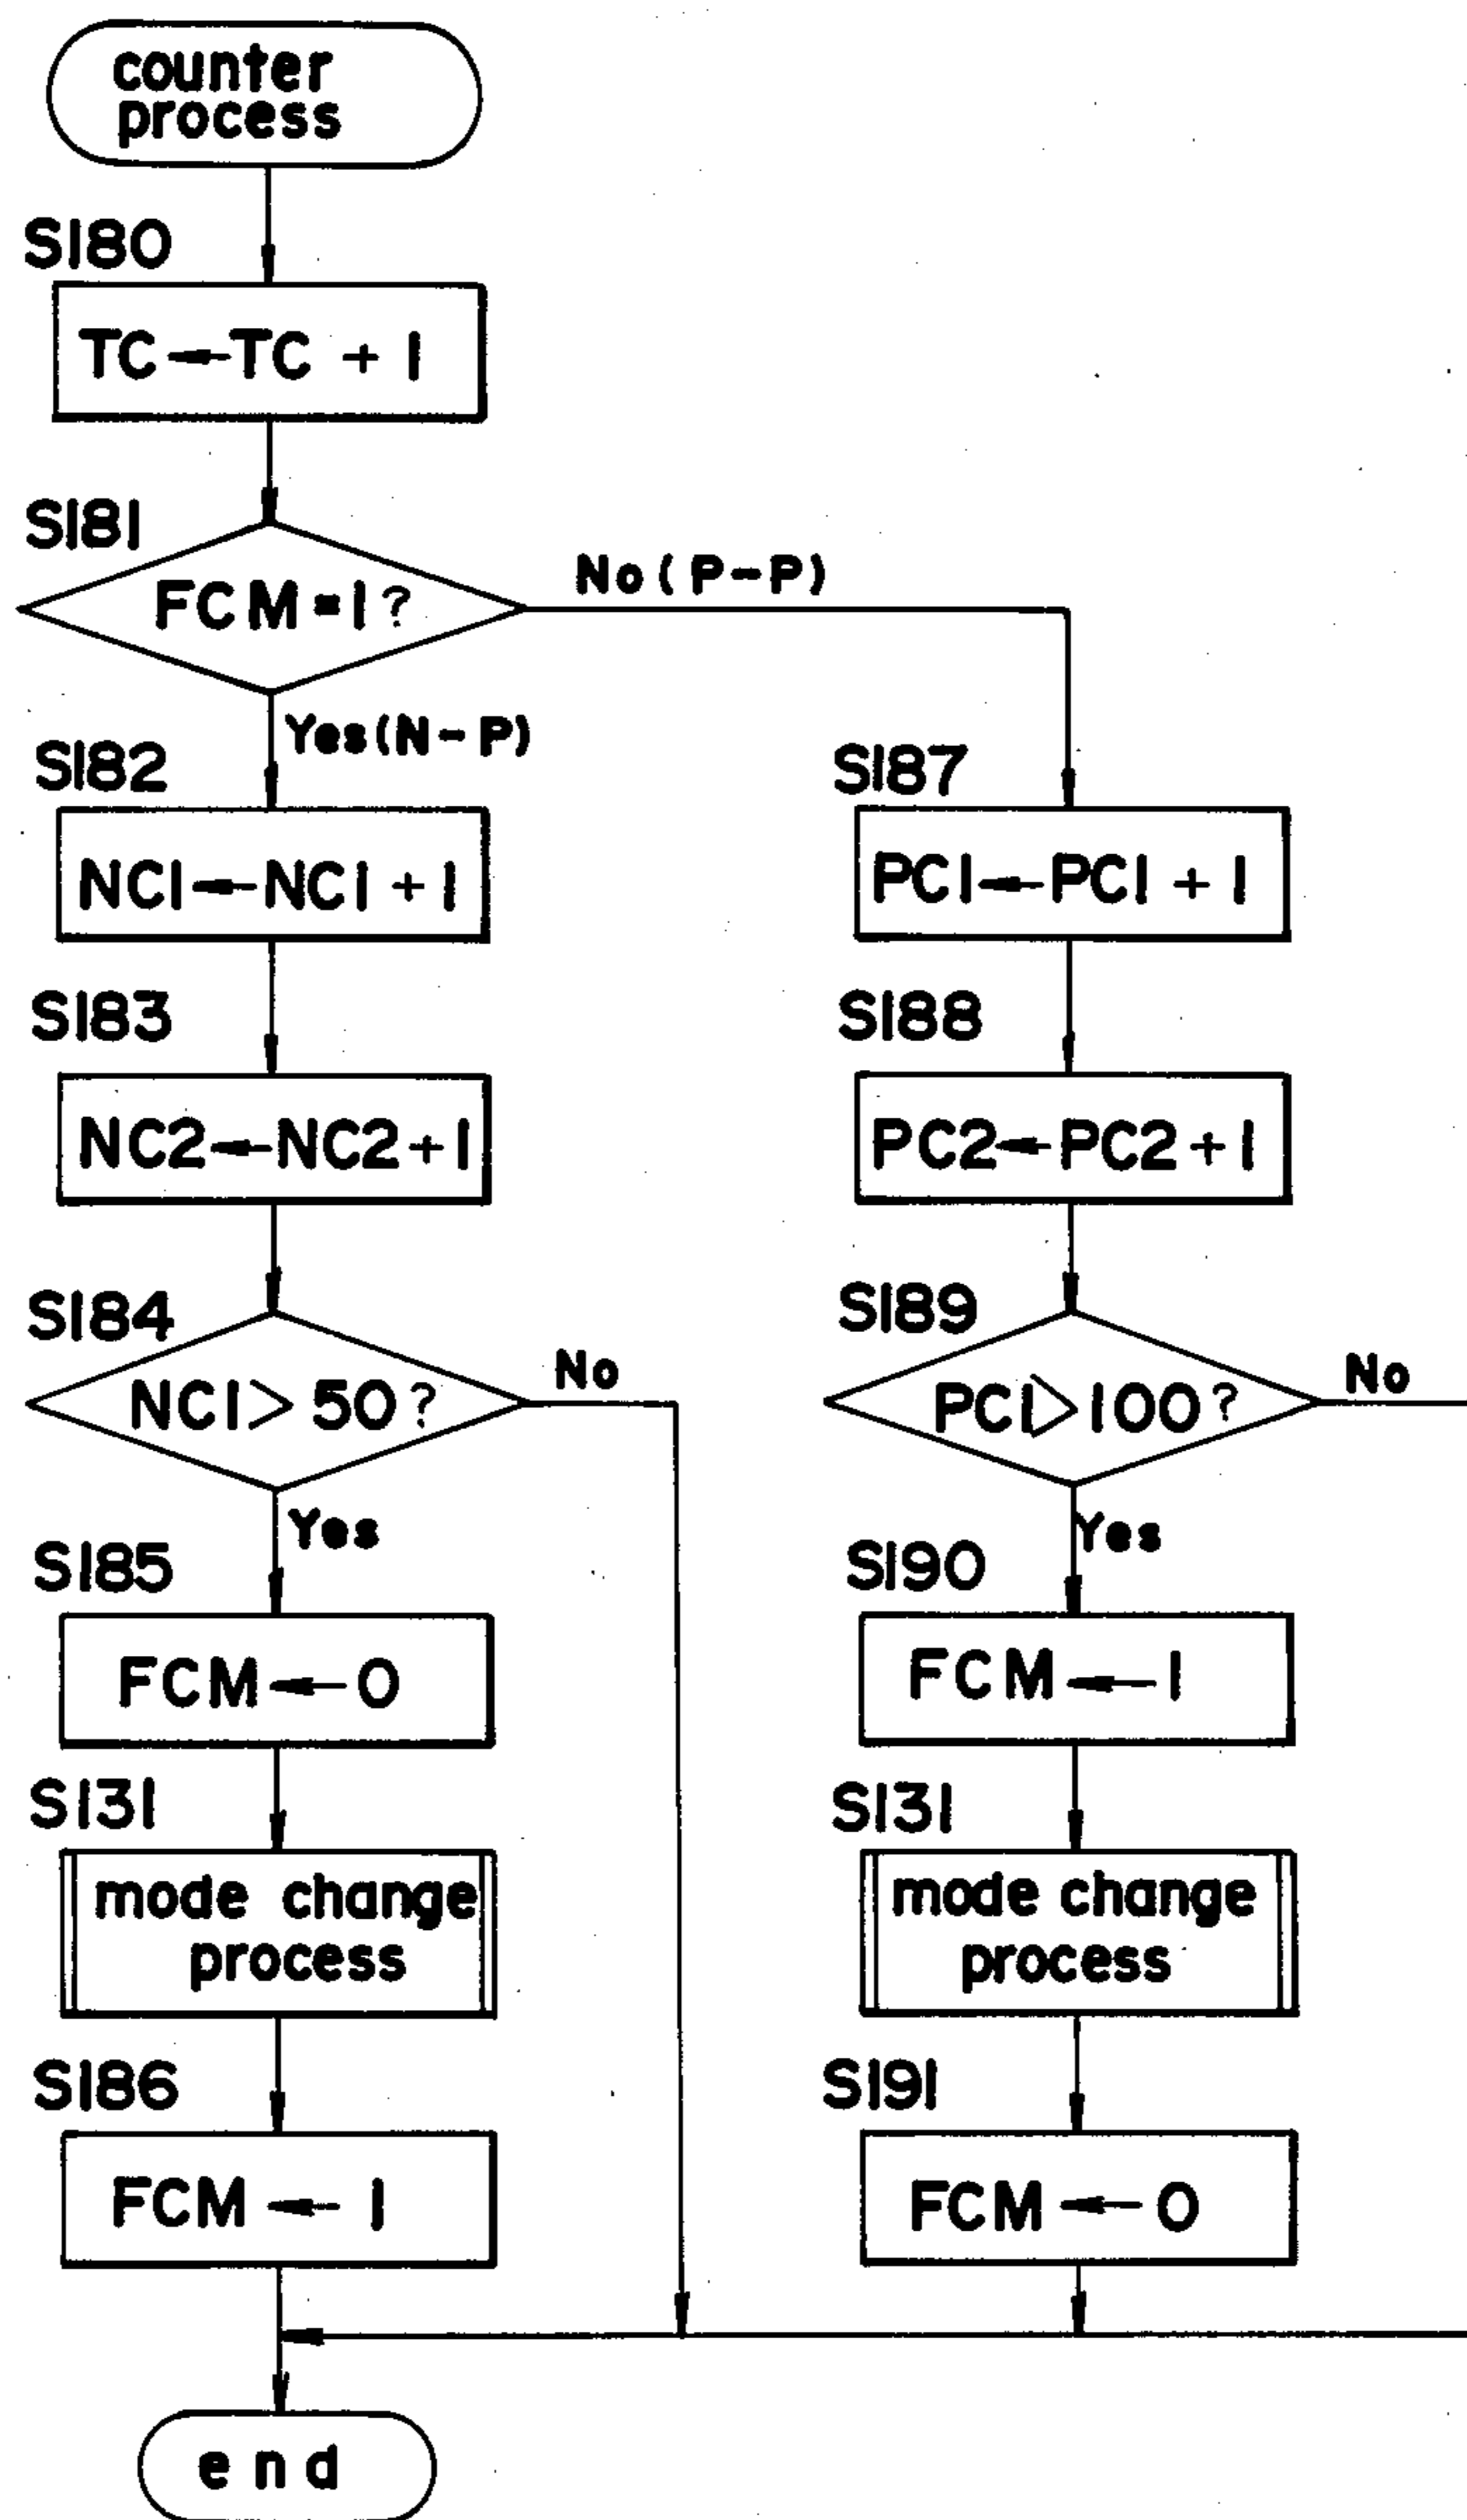 counter
process
S180
TC←TC + 1
S181
FCM=1?
No(P-P)
Yes(N-P)
S182
NC1←NC1 + 1
S183
NC2←NC2+1
S184
NC1> 50?
No
Yes
S185
FCM←0
S131
mode change
process
S186
FCM ← 1
S187
PC1←PC1 + 1
S188
PC2←PC2+1
S189
PC1>100?
No
Yes
S190
FCM←1
S131
mode change
process
S191
FCM←0
end